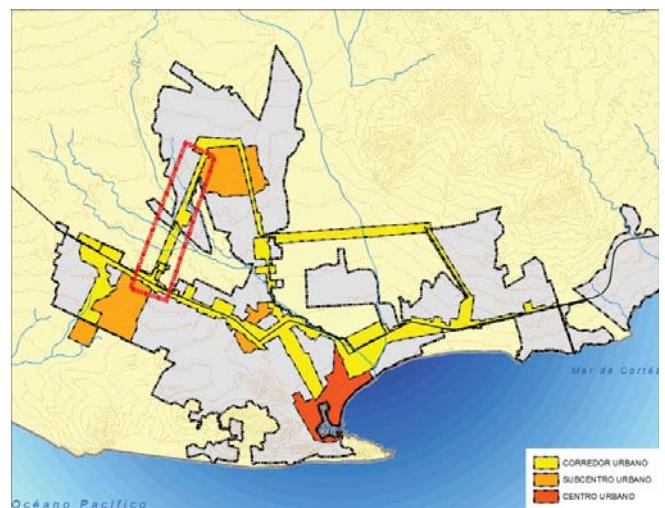 Mar de Cortés
CORREDOR URBANO
SUBCENTRO URBANO
CENTRO URBANO
Océano Pacífico